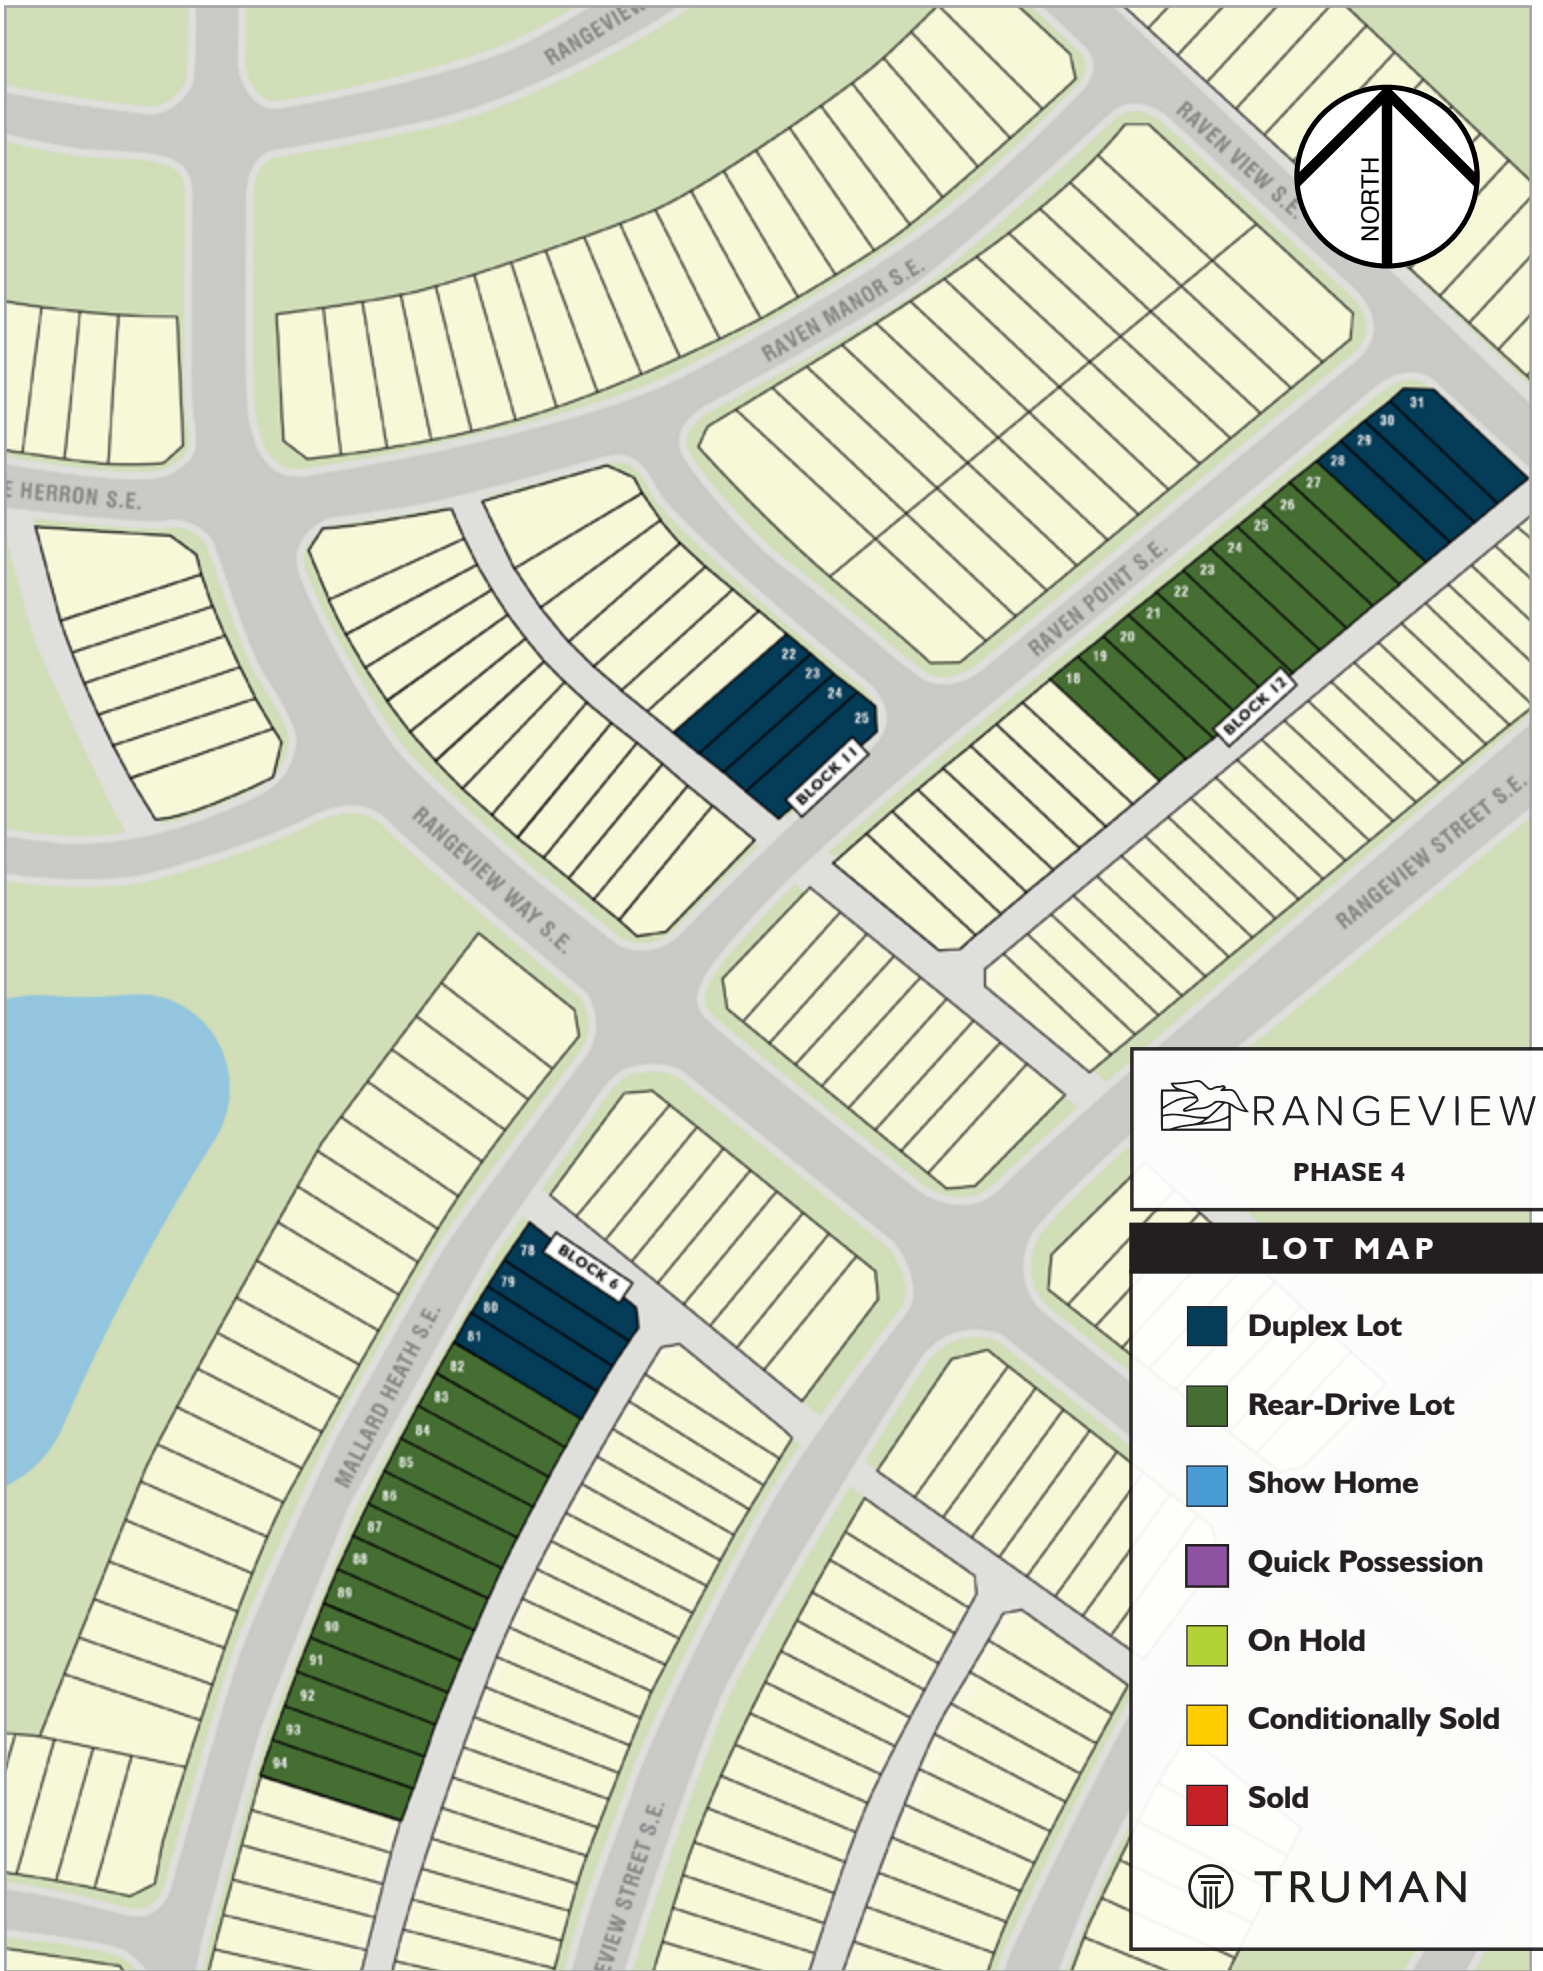 RANGEVIEW
RAVEN VIEW S.E.
NORTH
RAVEN MANOR S.E.
E HERRON S.E.
31
30
29
28
27
26
25
24
23
22
21
20
19
18
RAVEN POINT S.E.
22
23
24
25
BLOCK 11
BLOCK 12
RANGEVIEW STREET S.E.
RANGEVIEW WAY S.E.
RANGEVIEW
PHASE 4
LOT MAP
Duplex Lot
Rear-Drive Lot
Show Home
Quick Possession
On Hold
Conditionally Sold
Sold
TRUMAN
BLOCK 6
78
79
80
81
82
83
84
85
86
87
88
89
90
91
92
93
94
MALLARD HEATH S.E.
EVIEW STREET S.E.